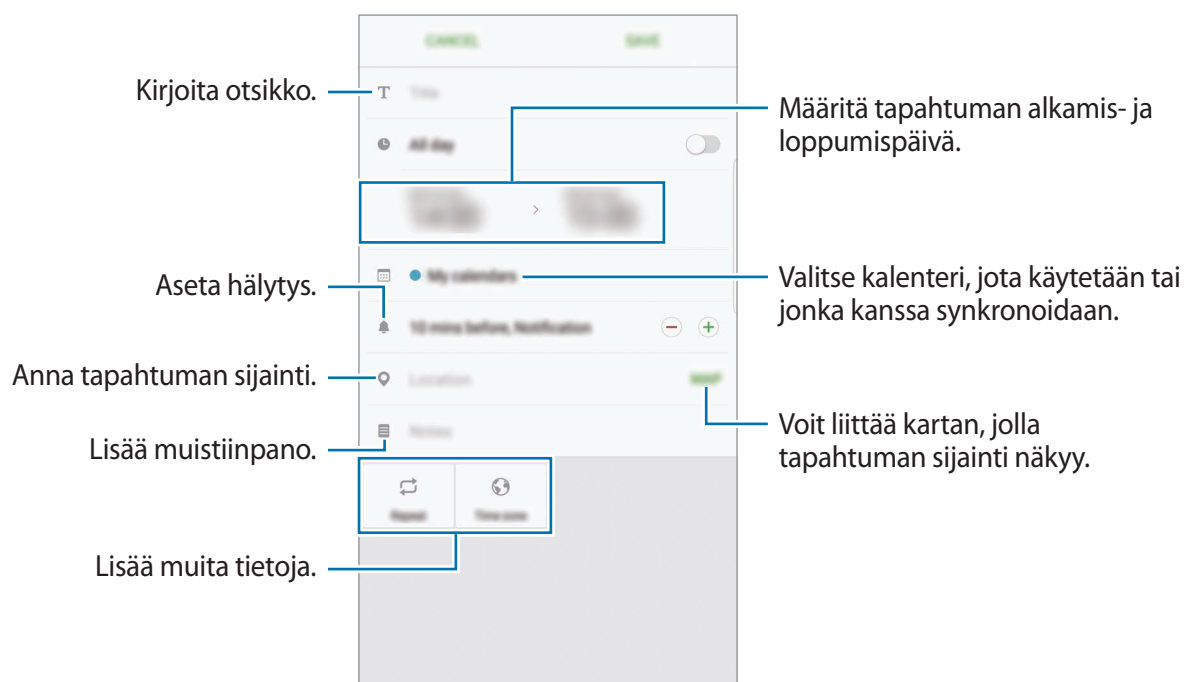 CANCEL
SAVE
Kirjoita otsikko.
Title
Määritä tapahtuman alkamis- ja
loppumispäivä.
All day
Aseta hälytys.
My calendars
Valitse kalenteri, jota käytetään tai
jonka kanssa synkronoidaan.
10 mins before, Notification
Anna tapahtuman sijainti.
Location
MAP
Lisää muistiinpano.
Notes
Voit liittää kartan, jolla
tapahtuman sijainti näkyy.
Repeat
Time zone
Lisää muita tietoja.